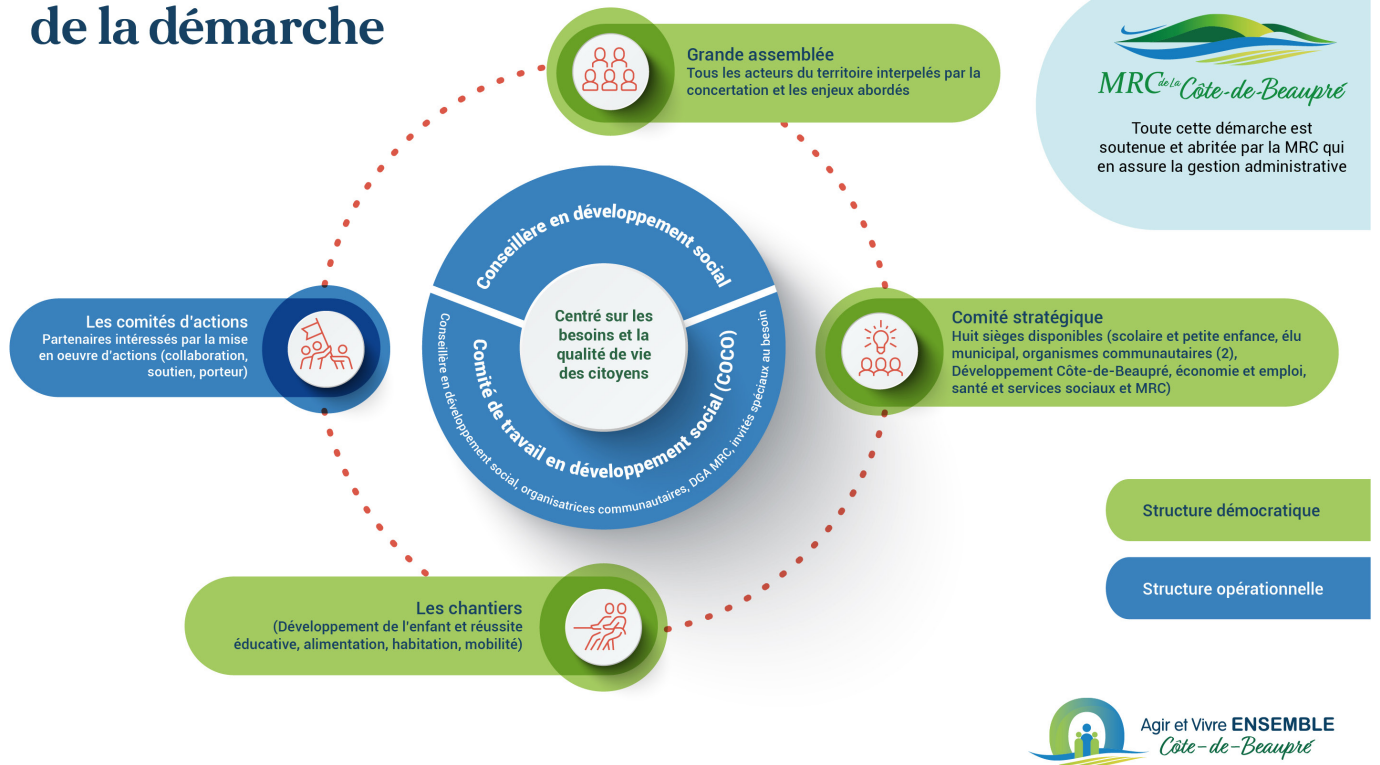 de la démarche
Grande assemblée
Tous les acteurs du territoire interpelés par la
concertation et les enjeux abordés
MRC de la Côte-de-Beaupré
Toute cette démarche est
soutenue et abritée par la MRC qui
en assure la gestion administrative
Conseillère en développement social
Centré sur les
besoins et la
qualité de vie
des citoyens
Comité de travail en développement social (COCO)
Conseillère en développement social, organisatrices communautaires, DGA MRC, invités spéciaux au besoin
Les comités d'actions
Partenaires intéressés par la mise
en oeuvre d'actions (collaboration,
soutien, porteur)
Comité stratégique
Huit sièges disponibles (scolaire et petite enfance, élu
municipal, organismes communautaires (2),
Développement Côte-de-Beaupré, économie et emploi,
santé et services sociaux et MRC)
Les chantiers
(Développement de l'enfant et réussite
éducative, alimentation, habitation, mobilité)
Structure démocratique
Structure opérationnelle
Agir et Vivre ENSEMBLE
Côte-de-Beaupré